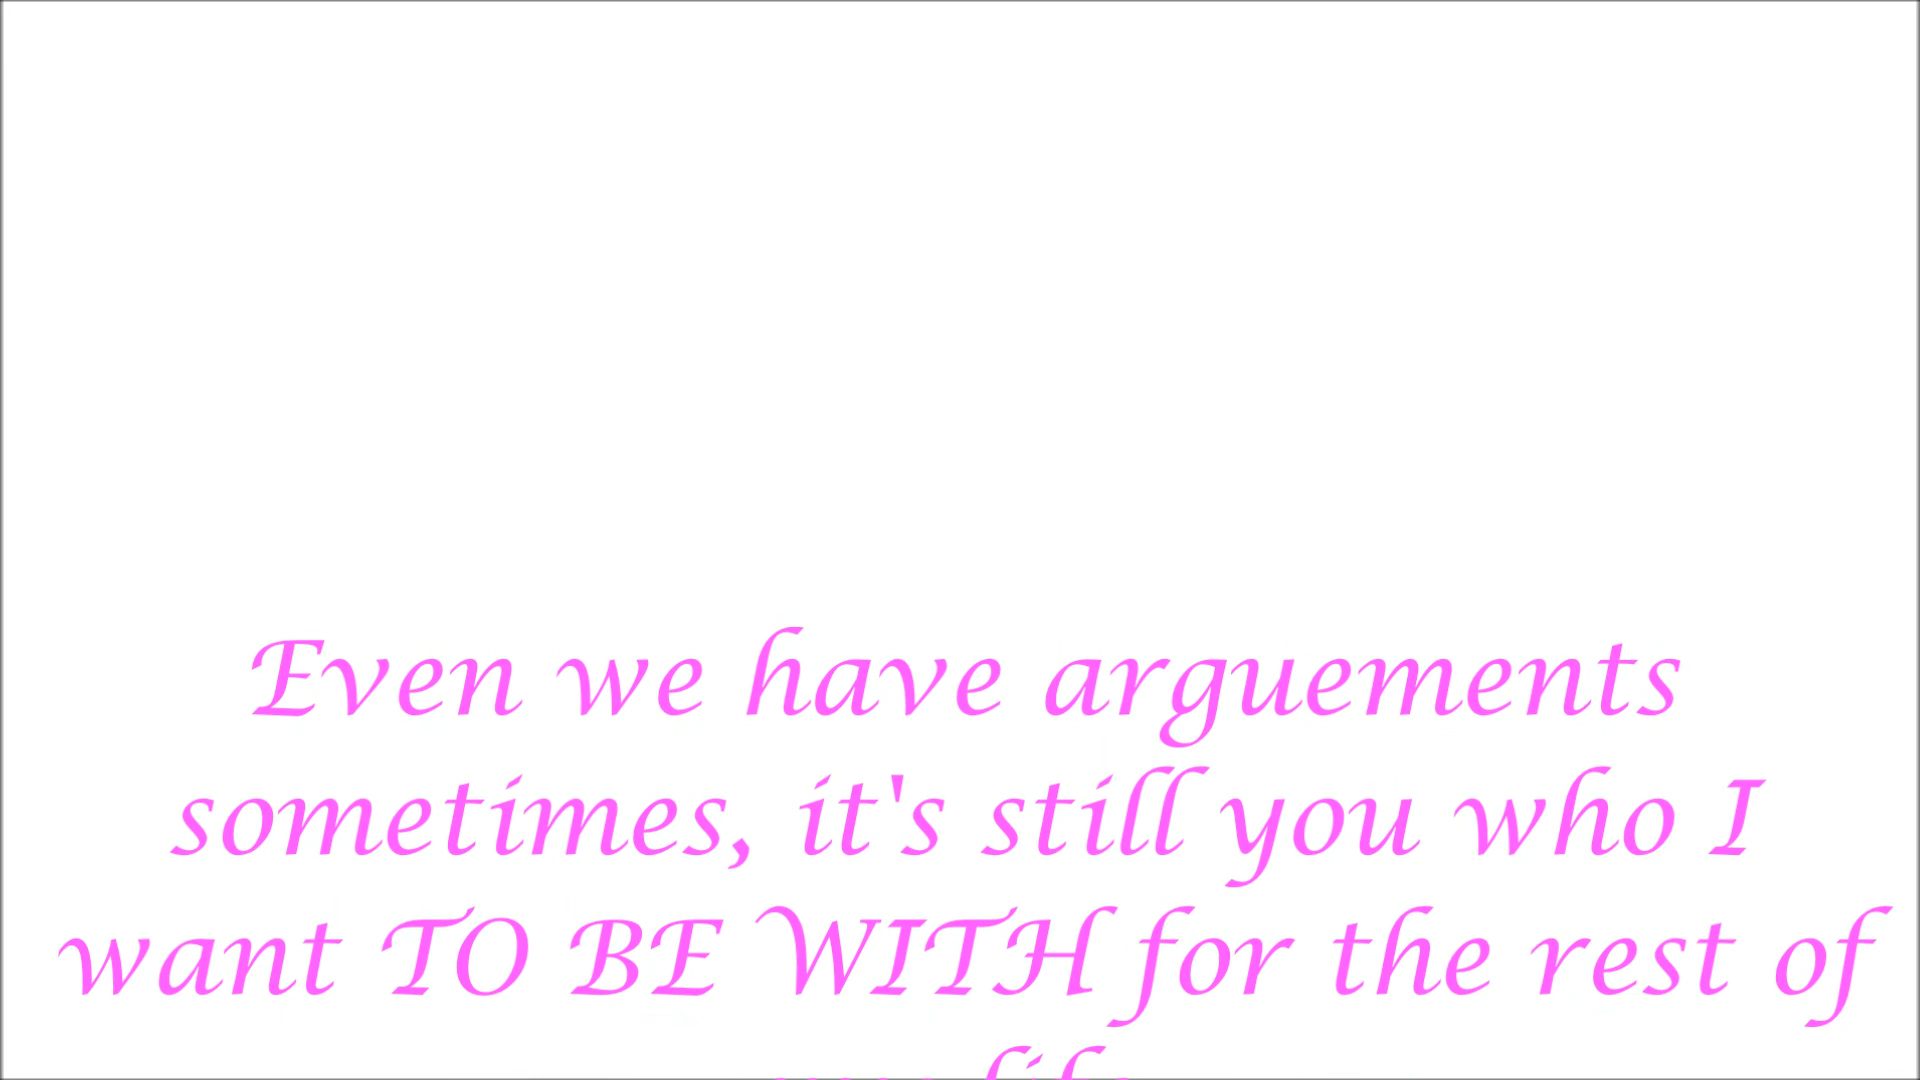 Even we have arguements
sometimes, it's still you who I
want TO BE WITH for the rest of